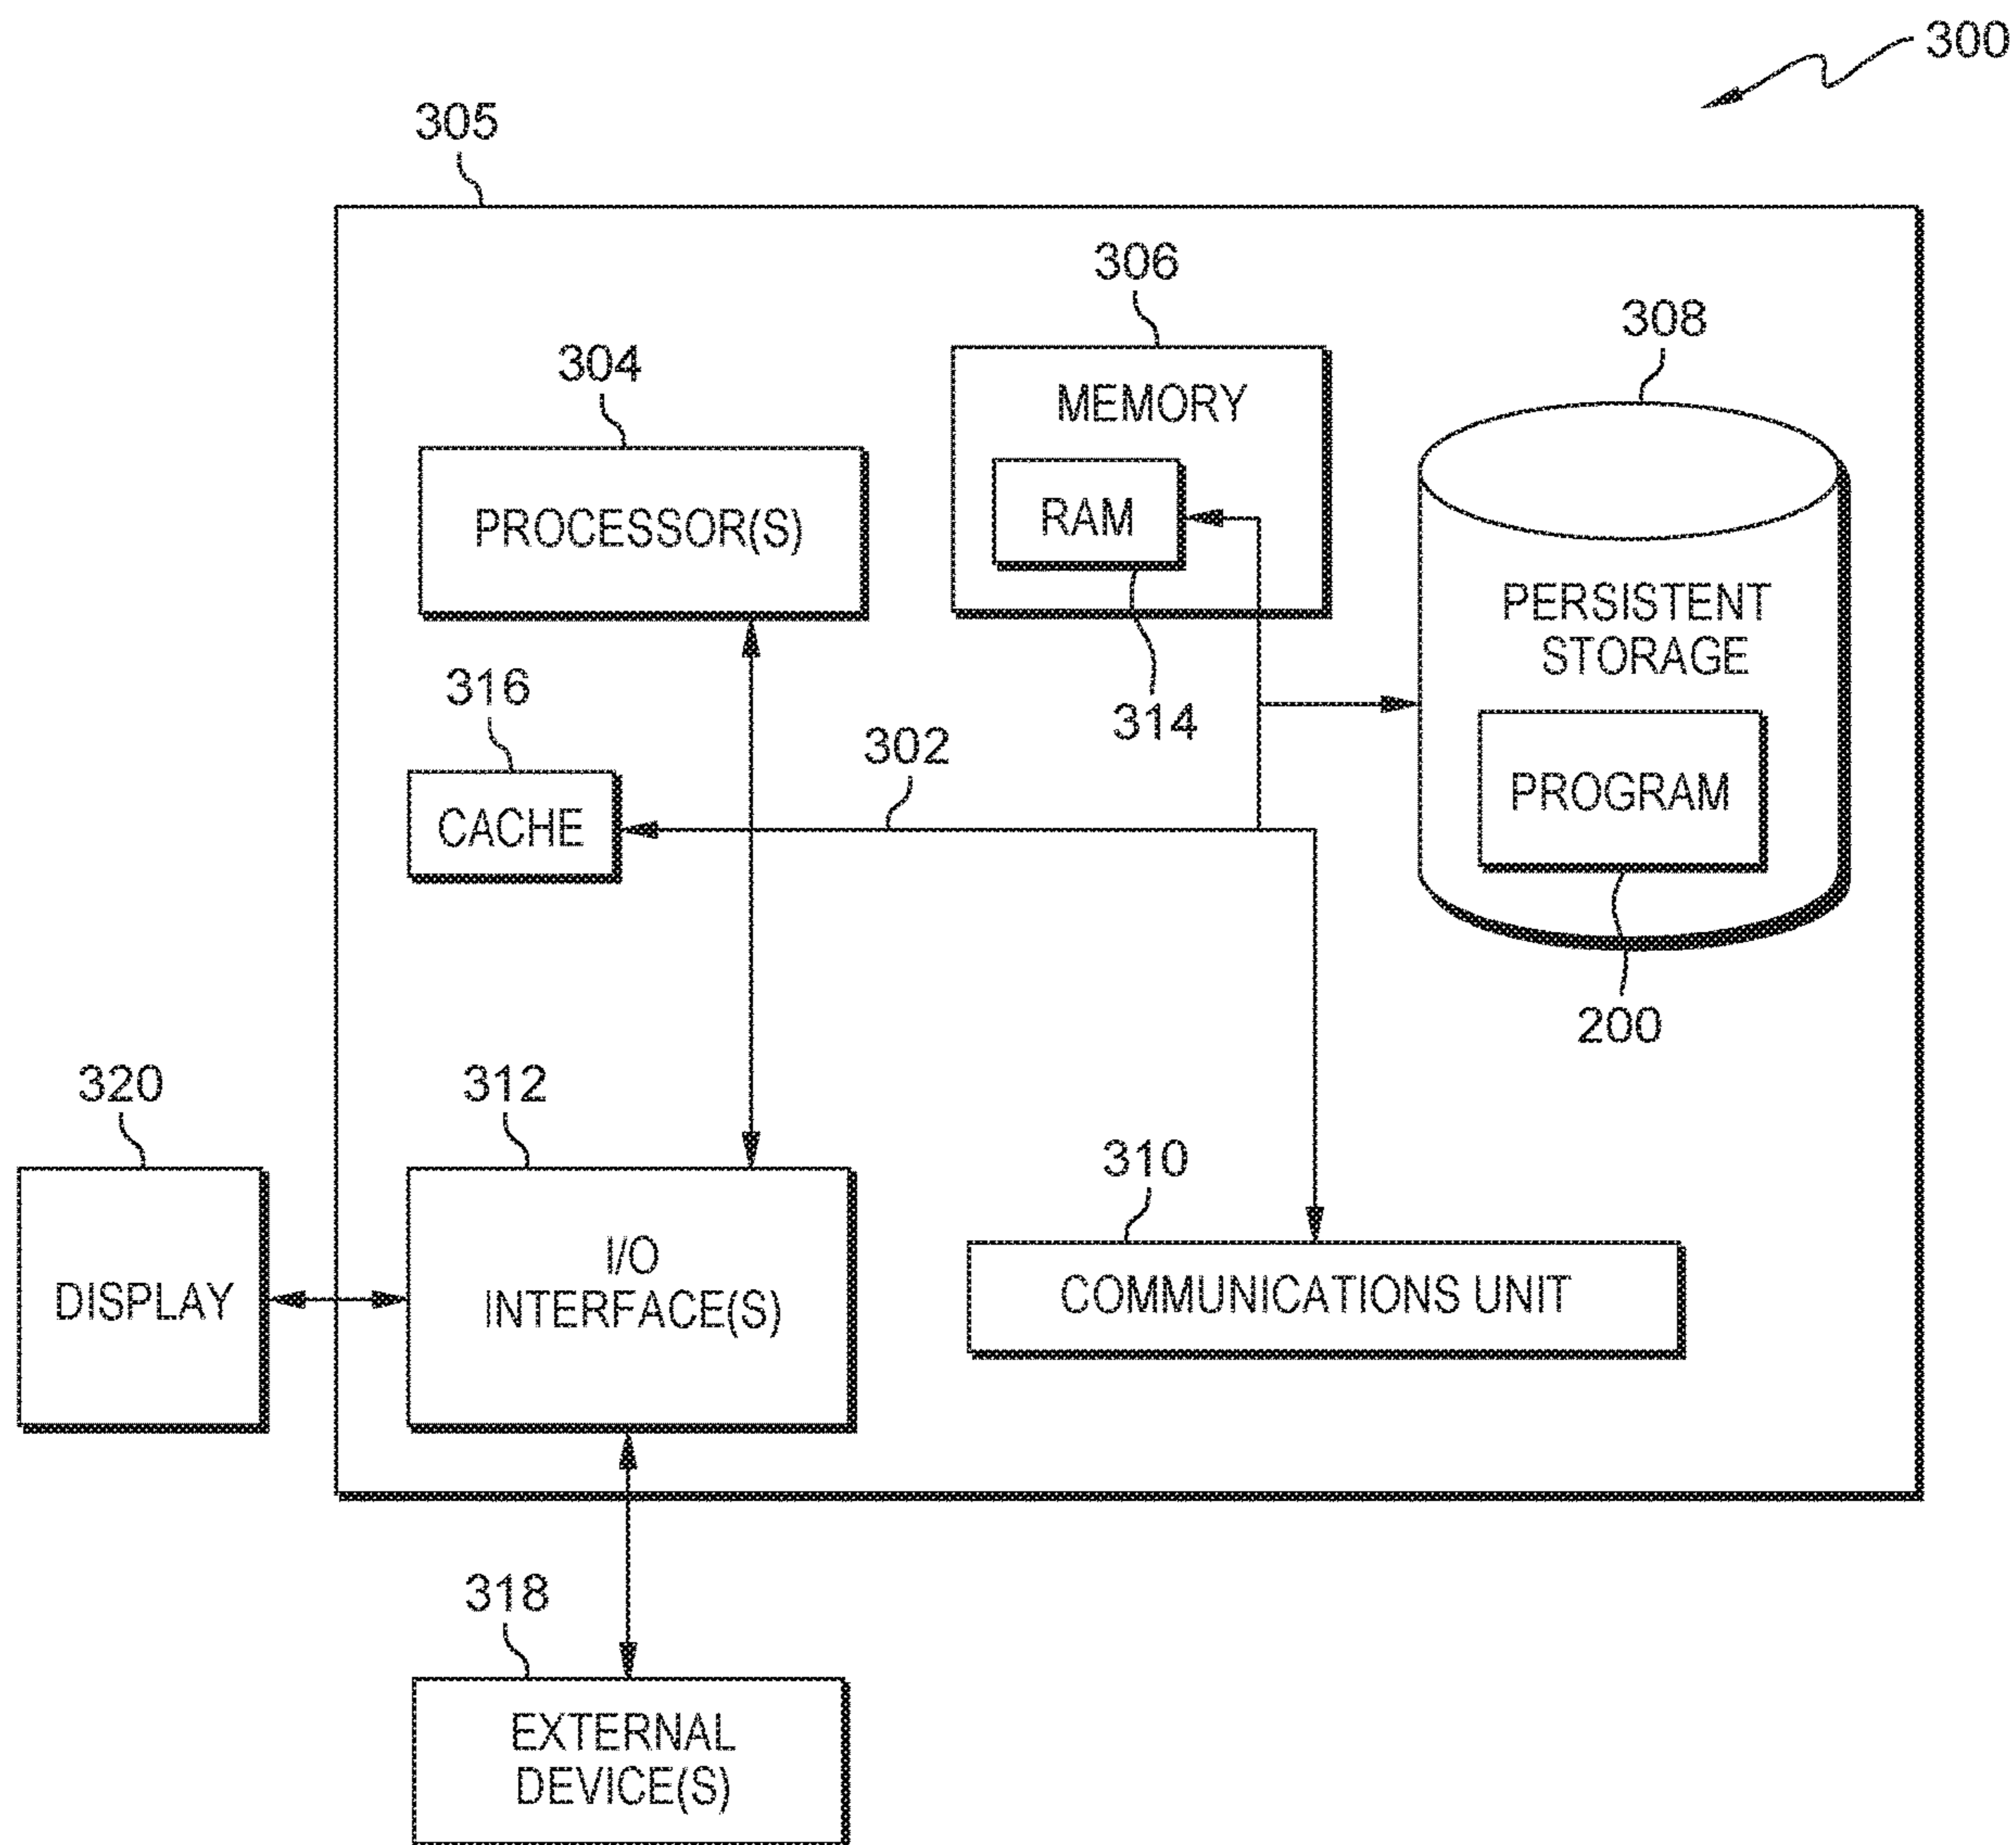 300
305
306
308
304
MEMORY
RAM
PROCESSOR(S)
PERSISTENT
STORAGE
316
314
302
PROGRAM
CACHE
200
320
312
310
I/O
INTERFACE(S)
DISPLAY
COMMUNICATIONS UNIT
318
EXTERNAL
DEVICE(S)